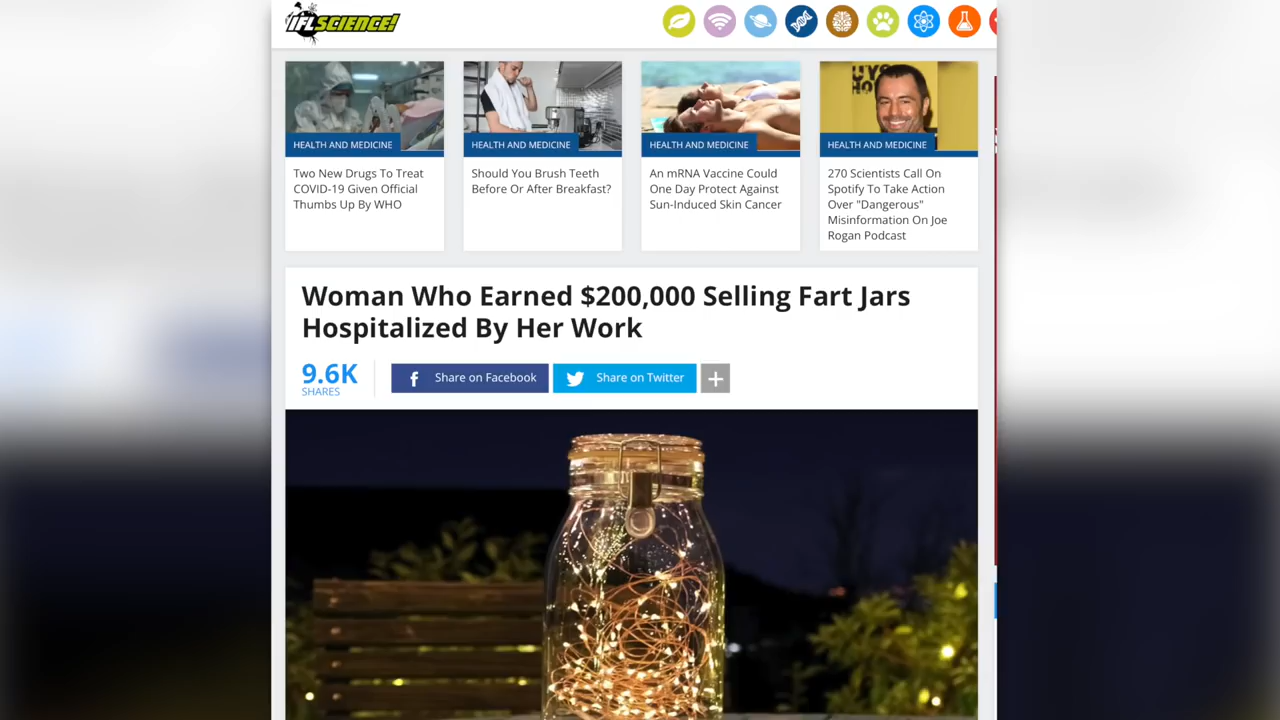 IFLSCIENCE!
UYS
HO
HEALTH AND MEDICINE
Two New Drugs To Treat
COVID-19 Given Official
Thumbs Up By WHO
HEALTH AND MEDICINE
Should You Brush Teeth
Before Or After Breakfast?
HEALTH AND MEDICINE
An mRNA Vaccine Could
One Day Protect Against
Sun-Induced Skin Cancer
HEALTH AND MEDICINE
270 Scientists Call On
Spotify To Take Action
Over "Dangerous"
Misinformation On Joe
Rogan Podcast
Woman Who Earned $200,000 Selling Fart Jars
Hospitalized By Her Work
9.6K
SHARES
f Share on Facebook
Share on Twitter
+